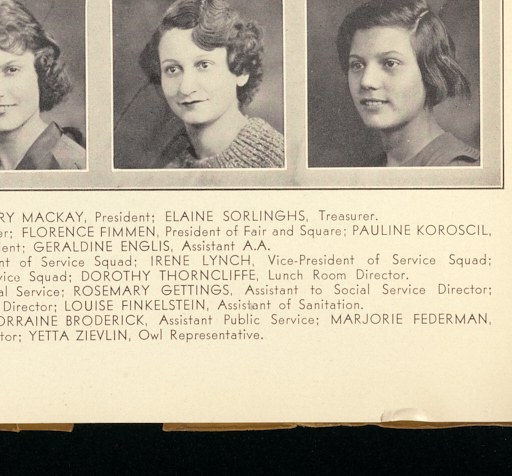 RY MACKAY, President; ELAINE SORLINGHS, Treasurer.
er; FLORENCE FIMMEN, President of Fair and Square; PAULINE KOROSCIL,
ent; GERALDINE ENGLIS, Assistant A.A.
nt of Service Squad; IRENE LYNCH, Vice-President of Service Squad;
vice Squad; DOROTHY THORNCLIFFE, Lunch Room Director.
al Service; ROSEMARY GETTINGS, Assistant to Social Service Director;
Director; LOUISE FINKELSTEIN, Assistant of Sanitation.
ORRAINE BRODERICK, Assistant Public Service; MARJORIE FEDERMAN,
tor; YETTA ZIEVLIN, Owl Representative.